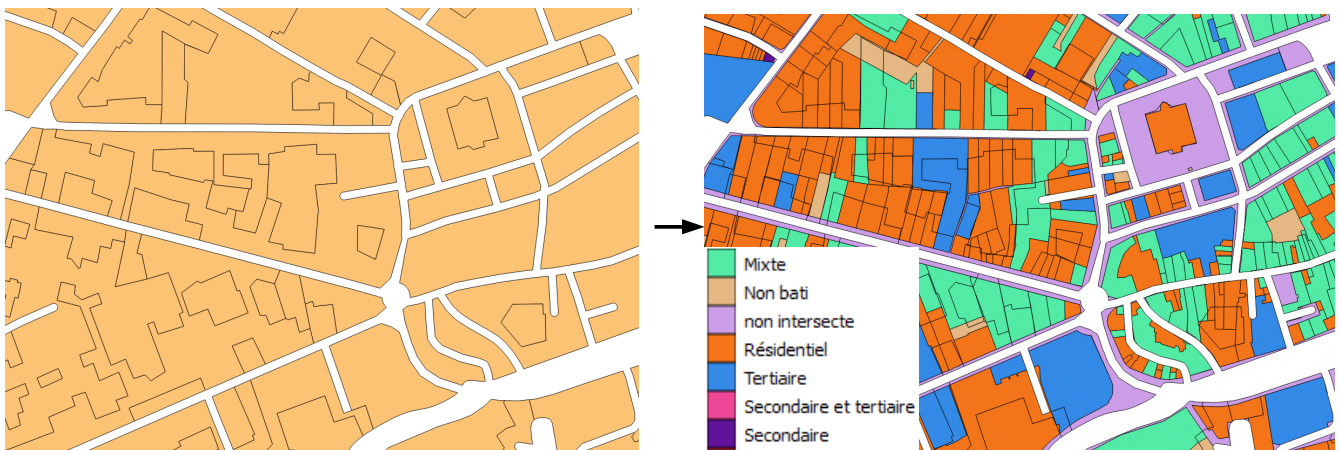 Mixte
Non bati
non intersecte
Résidentiel
Tertiaire
Secondaire et tertiaire
Secondaire